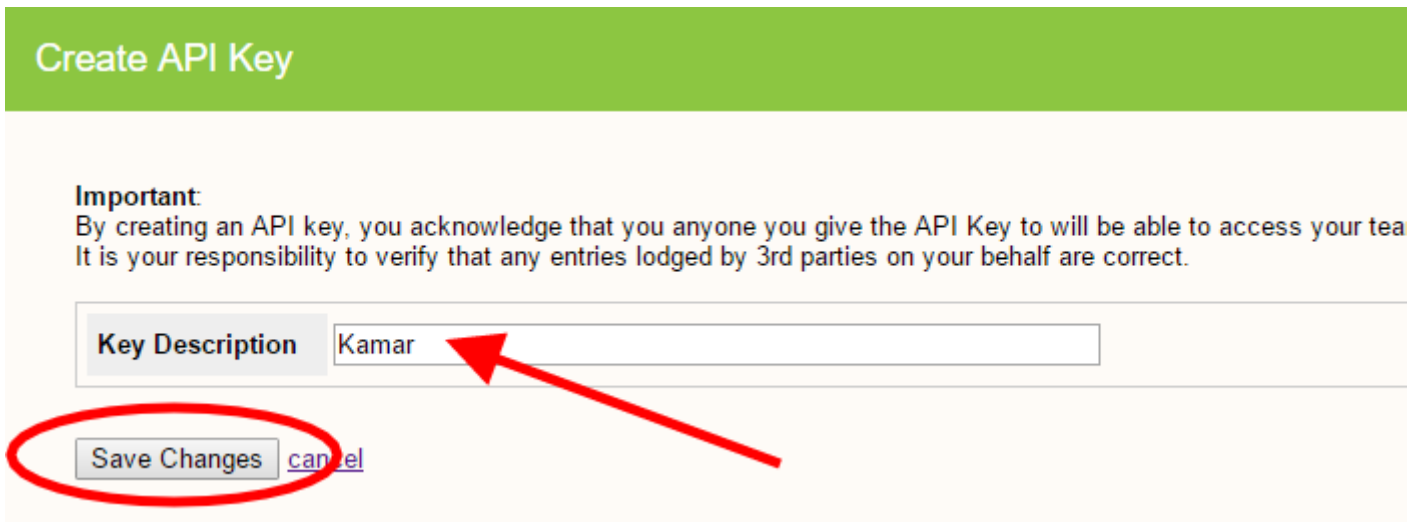 Create API Key
Important:
By creating an API key, you acknowledge that you anyone you give the API Key to will be able to access your
It is your responsibility to verify that any entries lodged by 3rd parties on your behalf are correct.
Key Description Kamar
Save Changes cancel